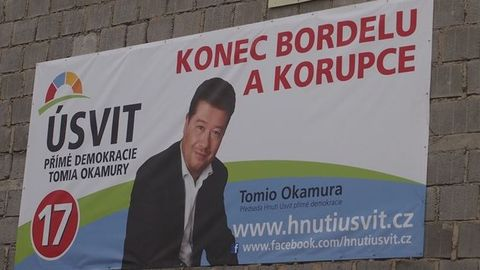 KONEC BORDELU
A KORUPCE
ÚSVIT
PŘÍMÉ DEMOKRACIE
TOMIA OKAMURY
17
Tomio Okamura
Předseda Hnutí Úsvit přímé demokracie
www.hnutiusvit.cz
f www.facebook.com/hnutiusvit